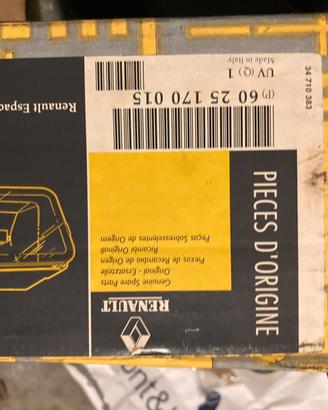 RENAULT
Genuine Spare Parts
Original - Ersatzteile
Piezas de Recambio de Origen
Ricambi Originali
Peças Sobresselentes de Origem
PIECES D'ORIGINE
(P) 60 25 170 015
UV (Q) 1
Made in Italy
34 710 383
Renault Espac